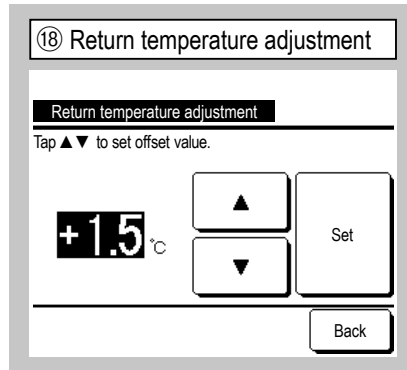 ⑱ Return temperature adjustment
Return temperature adjustment
Tap ▲▼ to set offset value.
▲
+1.5 °C
Set
▼
Back